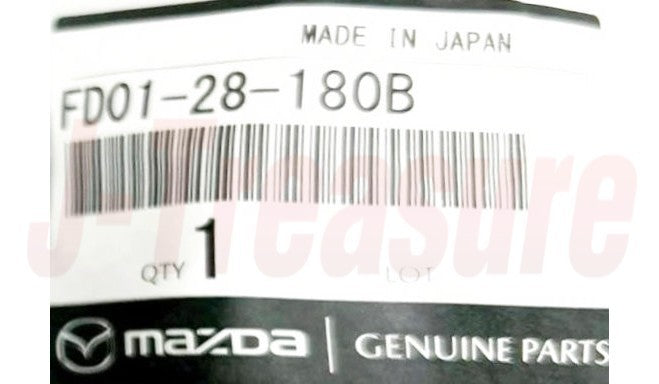 MADE IN JAPAN
FD01-28-180B
J-Treasure
QTY 1 LOT
mazda | GENUINE PARTS